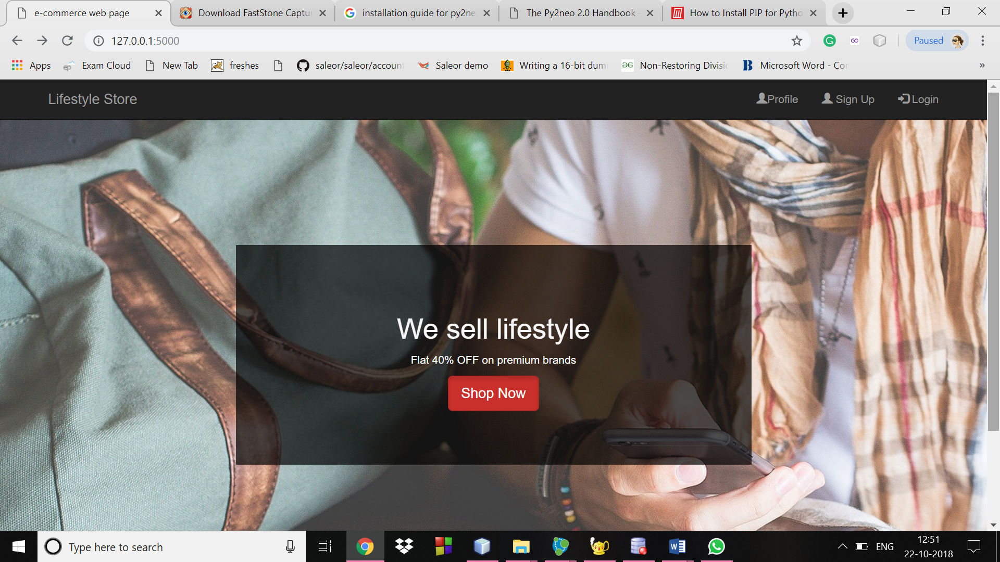 e-commerce web page
Download FastStone Captu
installation guide for py2ne
The Py2neo 2.0 Handbook
How to Install PIP for Pytho
127.0.0.1:5000
Paused
Apps
ep
Exam Cloud
New Tab
freshes
saleor/saleor/account
Saleor demo
Writing a 16-bit dum
Non-Restoring Divisi
B
Microsoft Word - Cor
»
Lifestyle Store
Profile
Sign Up
Login
We sell lifestyle
Flat 40% OFF on premium brands
Shop Now
Type here to search
ENG
12:51
22-10-2018